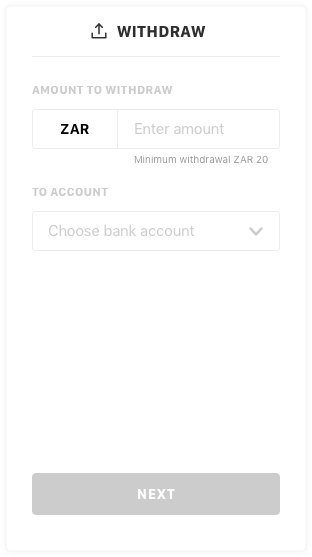 WITHDRAW
AMOUNT TO WITHDRAW
ZAR Enter amount
Minimum withdrawal ZAR 20
TO ACCOUNT
Choose bank account
NEXT